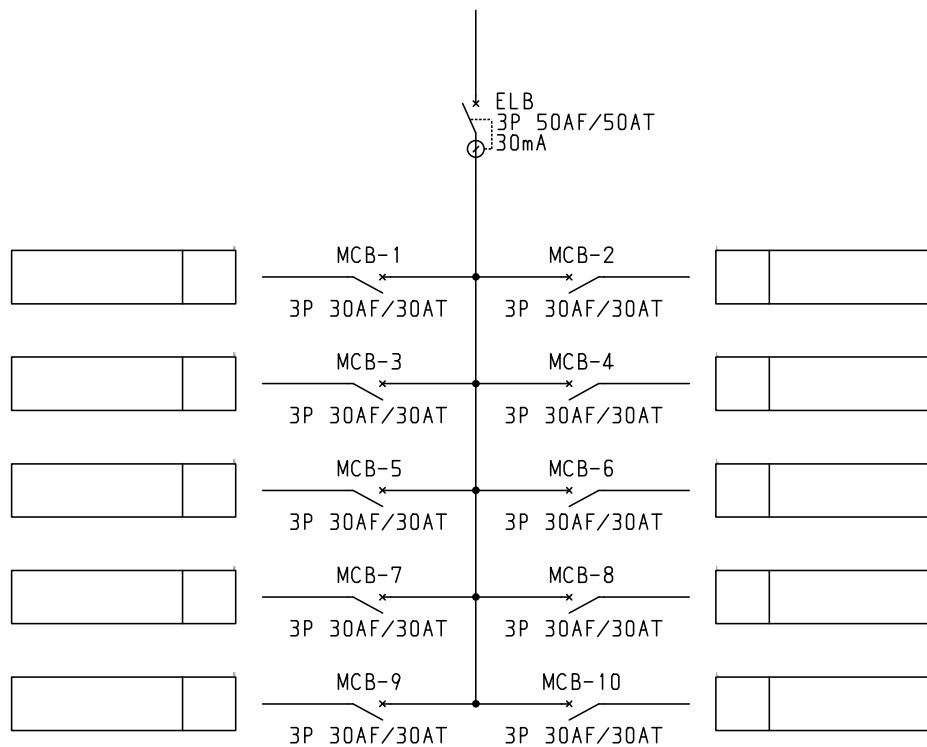 ELB
3P 50AF/50AT
30mA
MCB-1
MCB-2
3P 30AF/30AT
3P 30AF/30AT
MCB-3
MCB-4
3P 30AF/30AT
3P 30AF/30AT
MCB-5
MCB-6
3P 30AF/30AT
3P 30AF/30AT
MCB-7
MCB-8
3P 30AF/30AT
3P 30AF/30AT
MCB-9
MCB-10
3P 30AF/30AT
3P 30AF/30AT